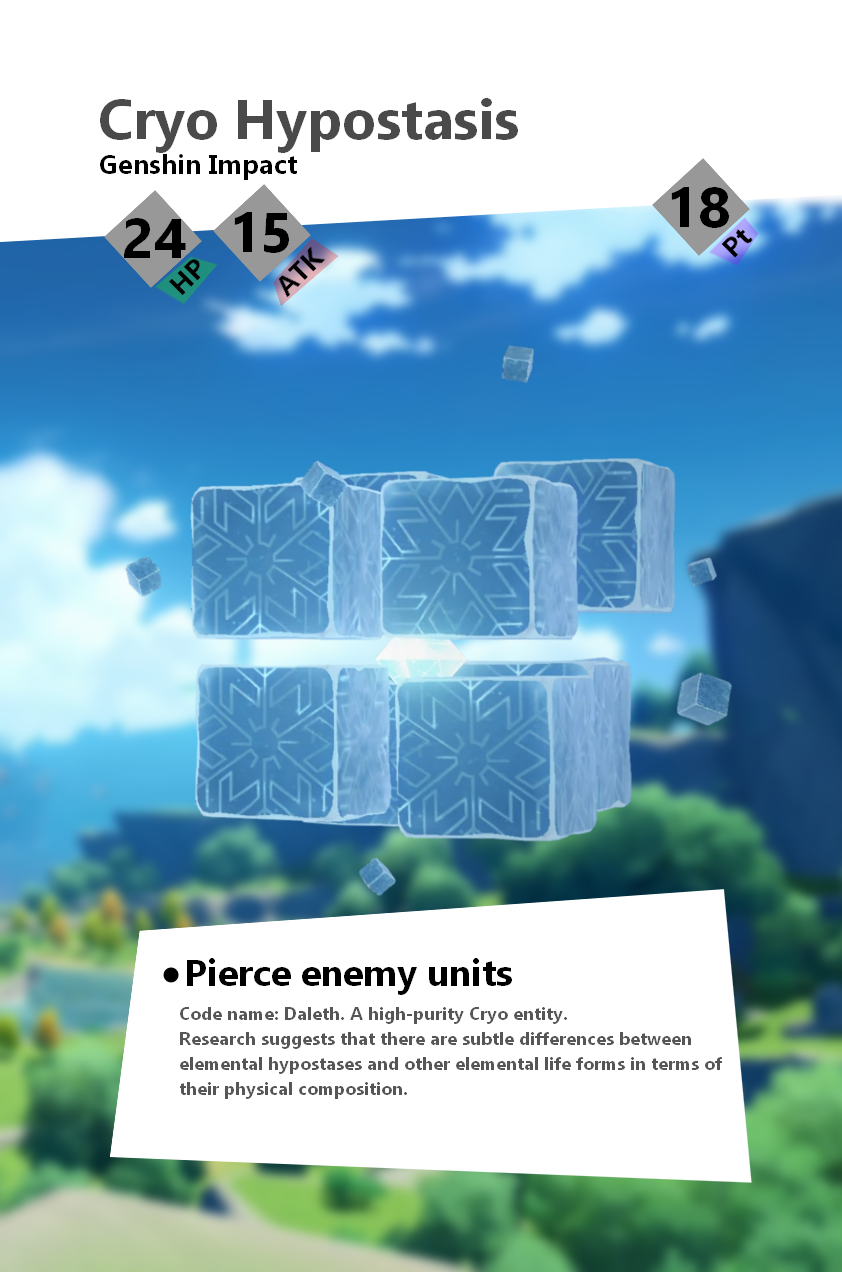 Cryo Hypostasis
Genshin Impact
24 HP
15 ATK
18 Pt
•Pierce enemy units
Code name: Daleth. A high-purity Cryo entity.
Research suggests that there are subtle differences between
elemental hypostases and other elemental life forms in terms of
their physical composition.